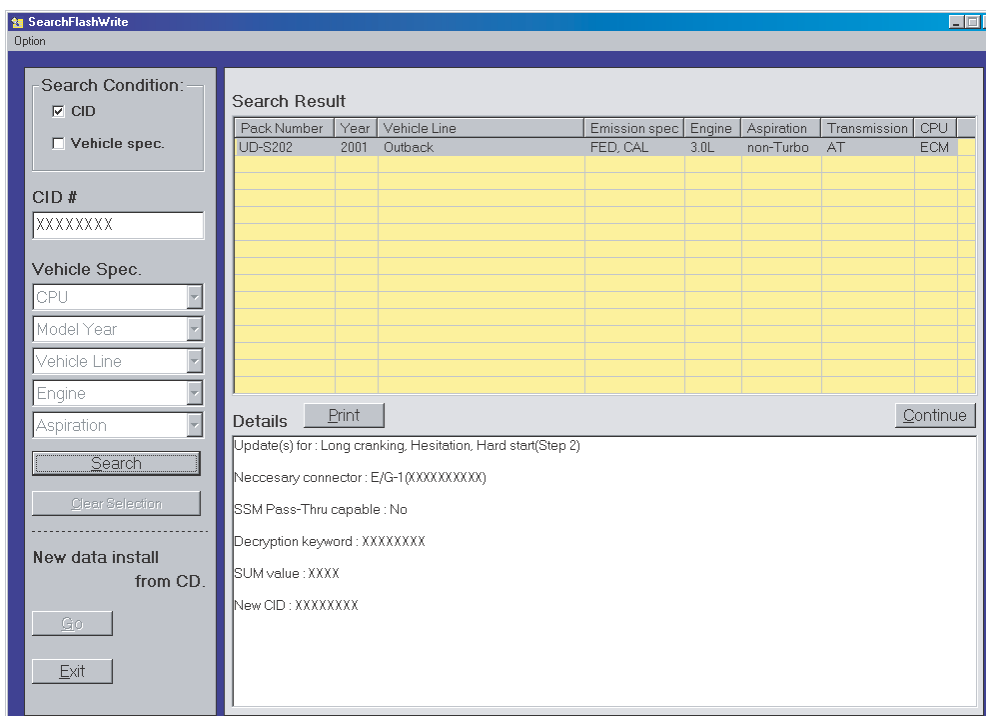 SearchFlashWrite
Option
Search Condition:
CID
Vehicle spec.
CID #
XXXXXXXX
Vehicle Spec.
CPU
Model Year
Vehicle Line
Engine
Aspiration
Search
Clear Selection
New data install
from CD.
Go
Exit
Search Result
Pack Number Year Vehicle Line Emission spec Engine Aspiration Transmission CPU
UD-S202 2001 Outback FED, CAL 3.0L non-Turbo AT ECM
Details Print Continue
Update(s) for : Long cranking, Hesitation, Hard start(Step 2)
Neccesary connector : E/G-1(XXXXXXXXXX)
SSM Pass-Thru capable : No
Decryption keyword : XXXXXXXX
SUM value : XXXX
New CID : XXXXXXXX